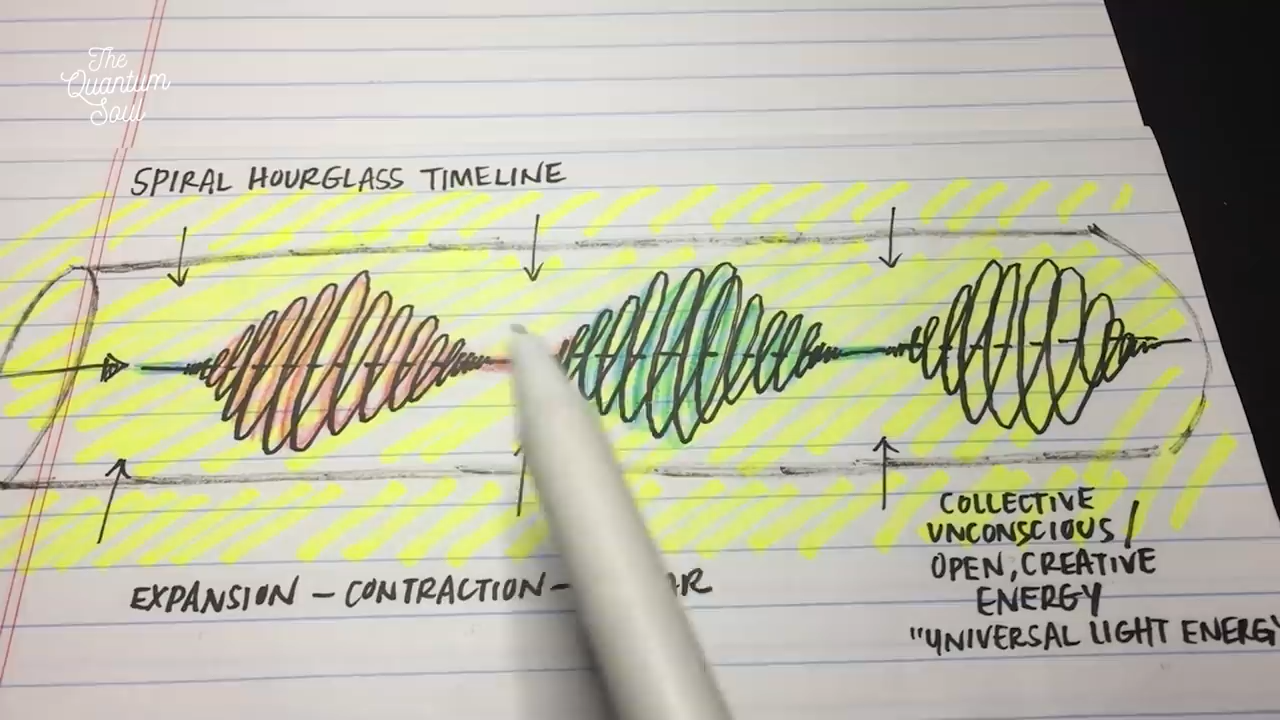 The
Quantum
Soul
SPIRAL HOURGLASS TIMELINE
EXPANSION - CONTRACTION -
COLLECTIVE
UNCONSCIOUS /
OPEN, CREATIVE
ENERGY
"UNIVERSAL LIGHT ENERGY